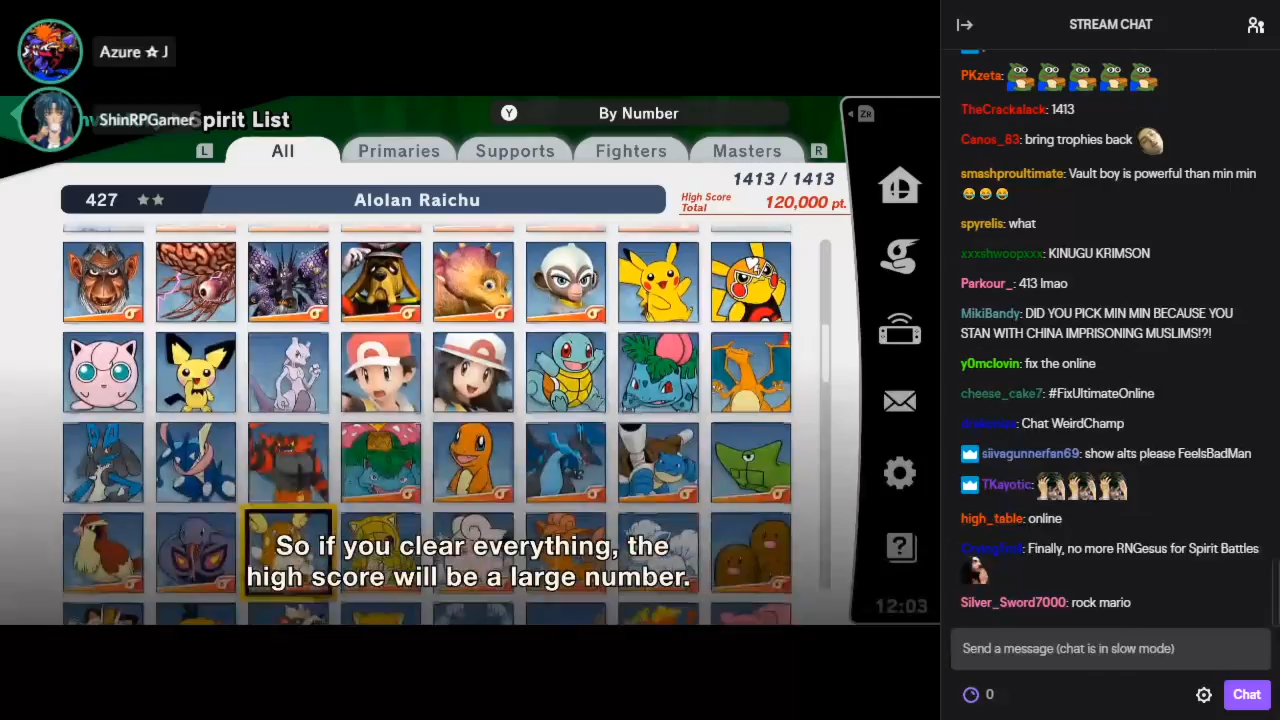 Azure ★ J
ShinRPGamer
Spirit List
Y
By Number
ZR
L
All
Primaries
Supports
Fighters
Masters
R
1413 / 1413
427 ★★
Alolan Raichu
High Score
Total
120,000 pt.
So if you clear everything, the
high score will be a large number.
12:03
STREAM CHAT
PKzeta:
TheCrackalack: 1413
Canos_83: bring trophies back
smashproultimate: Vault boy is powerful than min min
spyrelis: what
xxxshwoopxxx: KINUGU KRIMSON
Parkour_: 413 lmao
MikiBandy: DID YOU PICK MIN MIN BECAUSE YOU
STAN WITH CHINA IMPRISONING MUSLIMS!?!
y0mclovin: fix the online
cheese_cake7: #FixUltimateOnline
: Chat WeirdChamp
siivagunnerfan69: show alts please FeelsBadMan
TKayotic:
high_table: online
: Finally, no more RNGesus for Spirit Battles
Silver_Sword7000: rock mario
Send a message (chat is in slow mode)
0
Chat